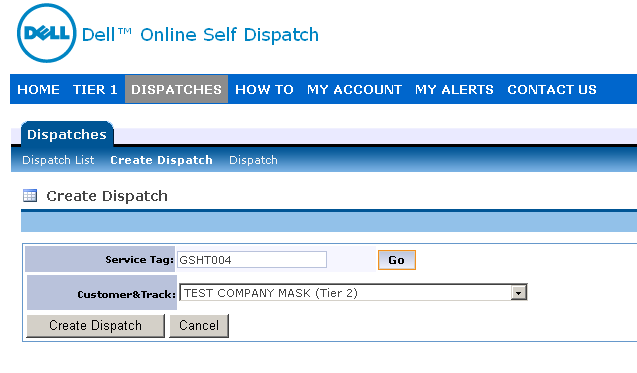 DELL
Dell™ Online Self Dispatch
HOME TIER 1 DISPATCHES HOW TO MY ACCOUNT MY ALERTS CONTACT US
Dispatches
Dispatch List Create Dispatch Dispatch
Create Dispatch
Service Tag: GSHT004 Go
Customer&Track: TEST COMPANY MASK (Tier 2)
Create Dispatch Cancel